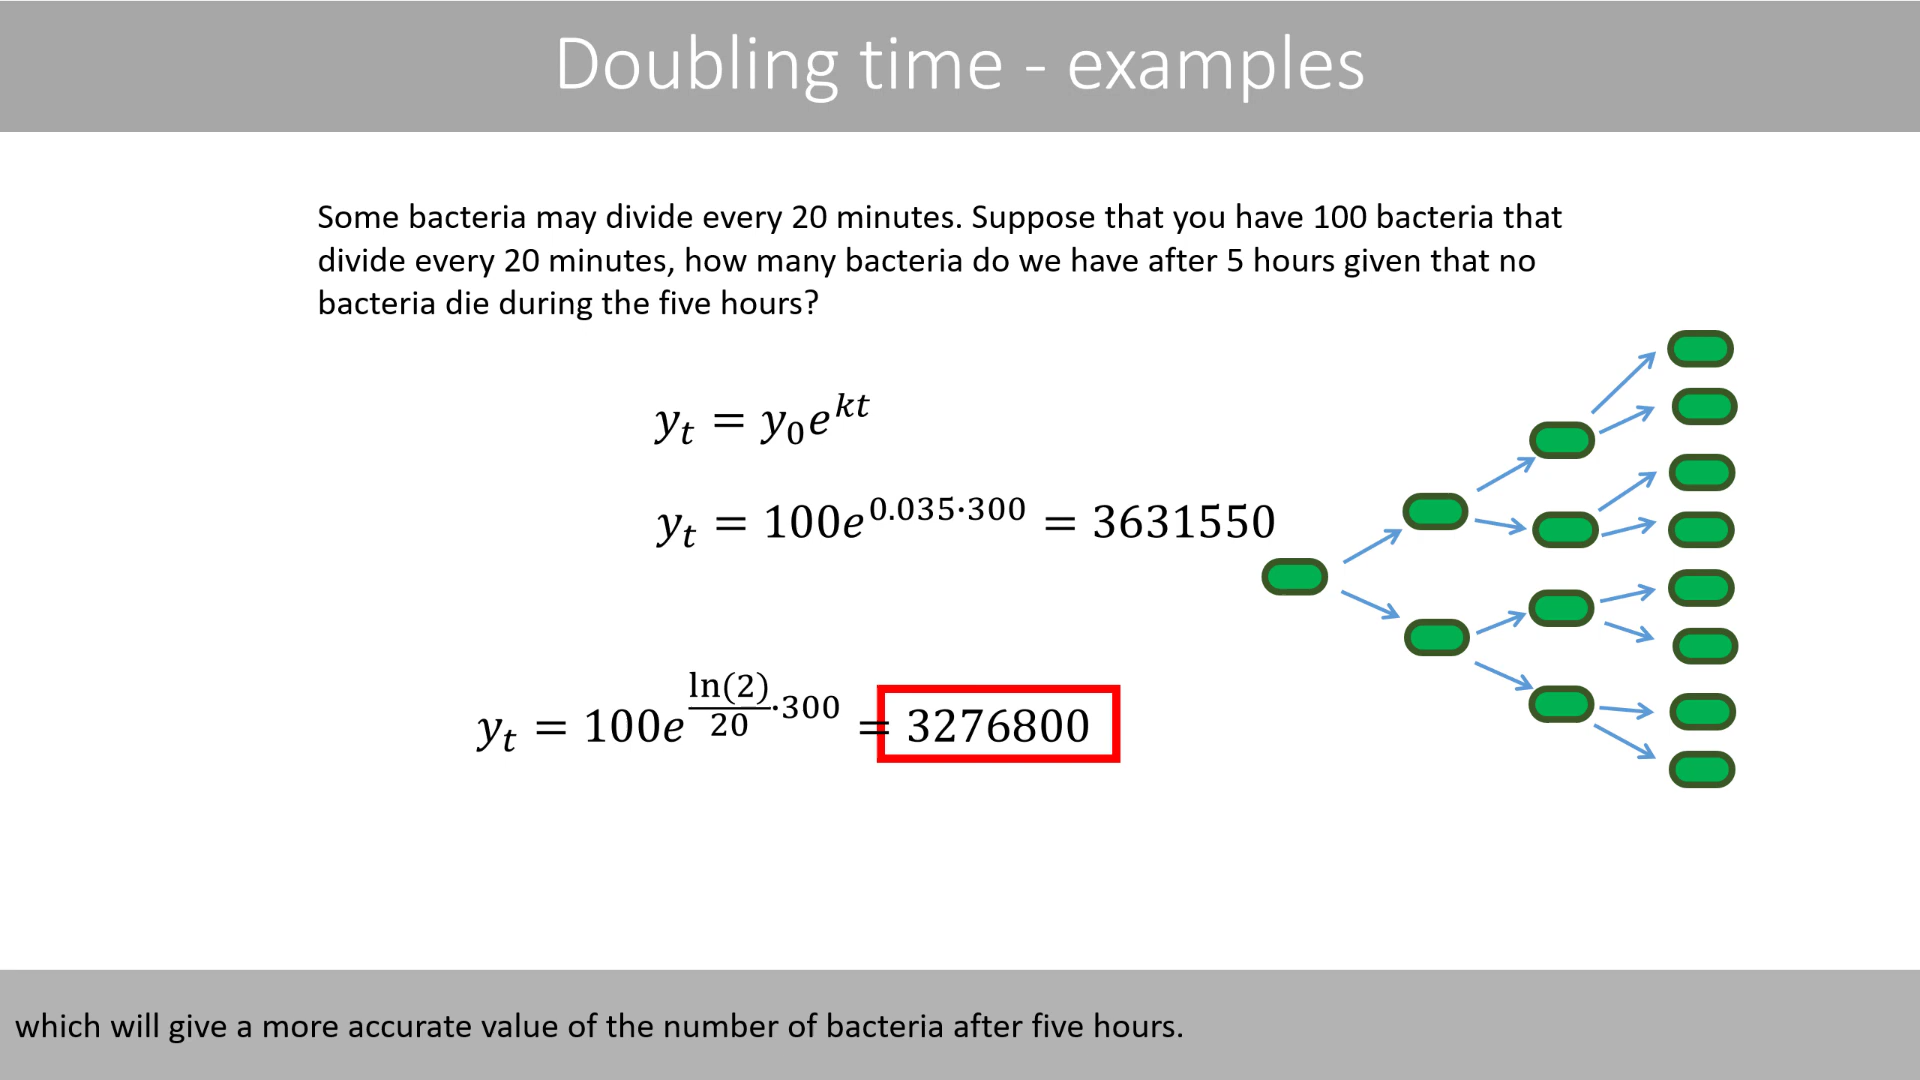 Doubling time - examples
Some bacteria may divide every 20 minutes. Suppose that you have 100 bacteria that
divide every 20 minutes, how many bacteria do we have after 5 hours given that no
bacteria die during the five hours?
y_t = y_0 e^{kt}
y_t = 100e^{0.035·300} = 3631550
y_t = 100e^{\frac{ln(2)}{20}·300} = 3276800
which will give a more accurate value of the number of bacteria after five hours.